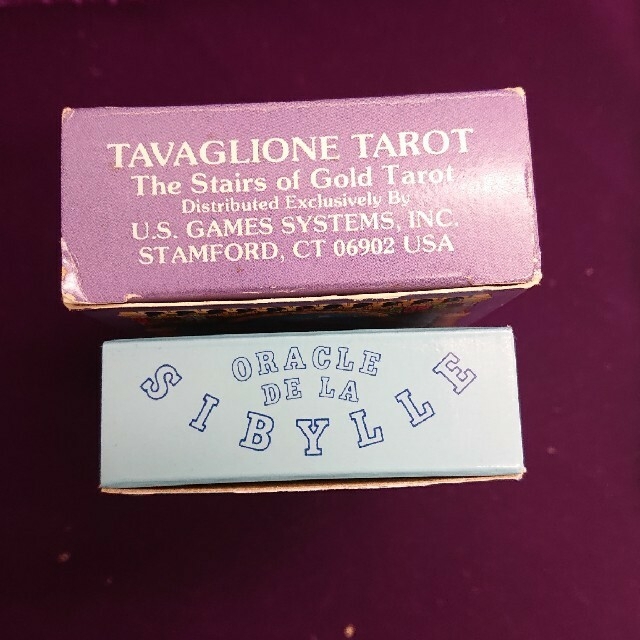 TAVAGLIONE TAROT
The Stairs of Gold Tarot
Distributed Exclusively By
U.S. GAMES SYSTEMS, INC.
STAMFORD, CT 06902 USA
ORACLE
DE LA
SIBYLLE